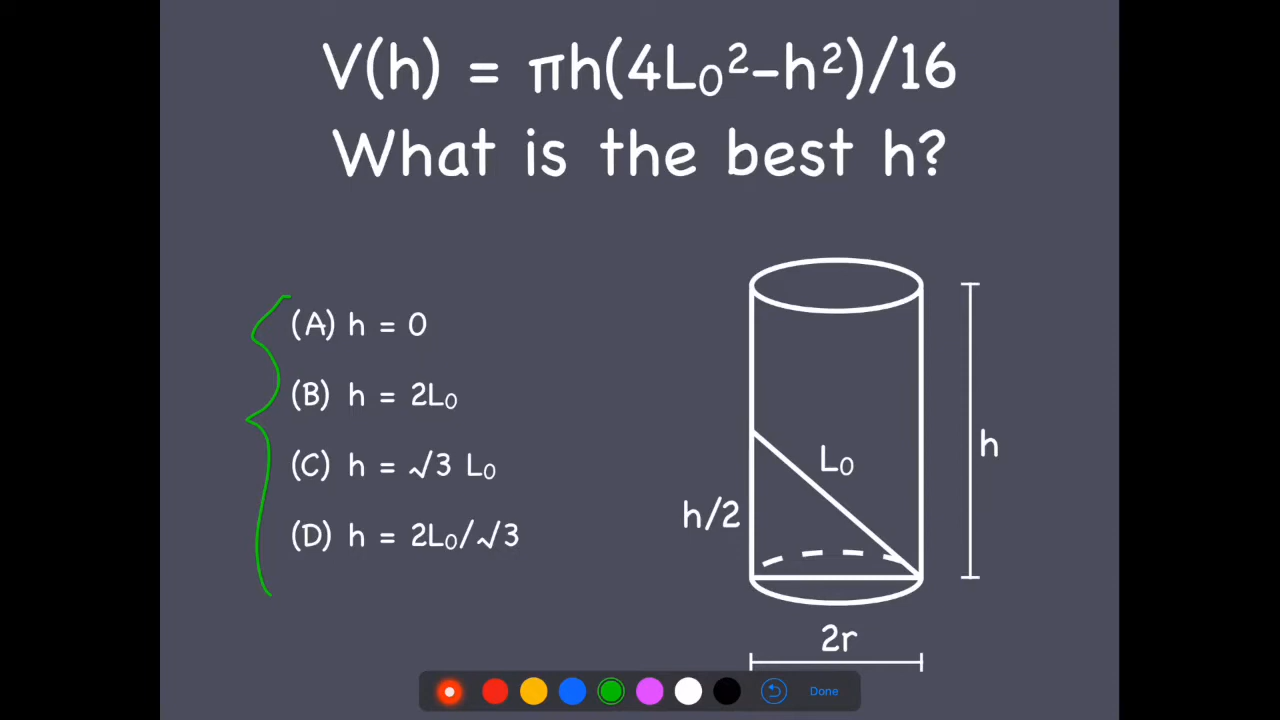 V(h) = πh(4L₀²-h²)/16
What is the best h?
(A) h = 0
(B) h = 2L₀
(C) h = √3 L₀
(D) h = 2L₀/√3
L₀
h
h/2
2r
Done